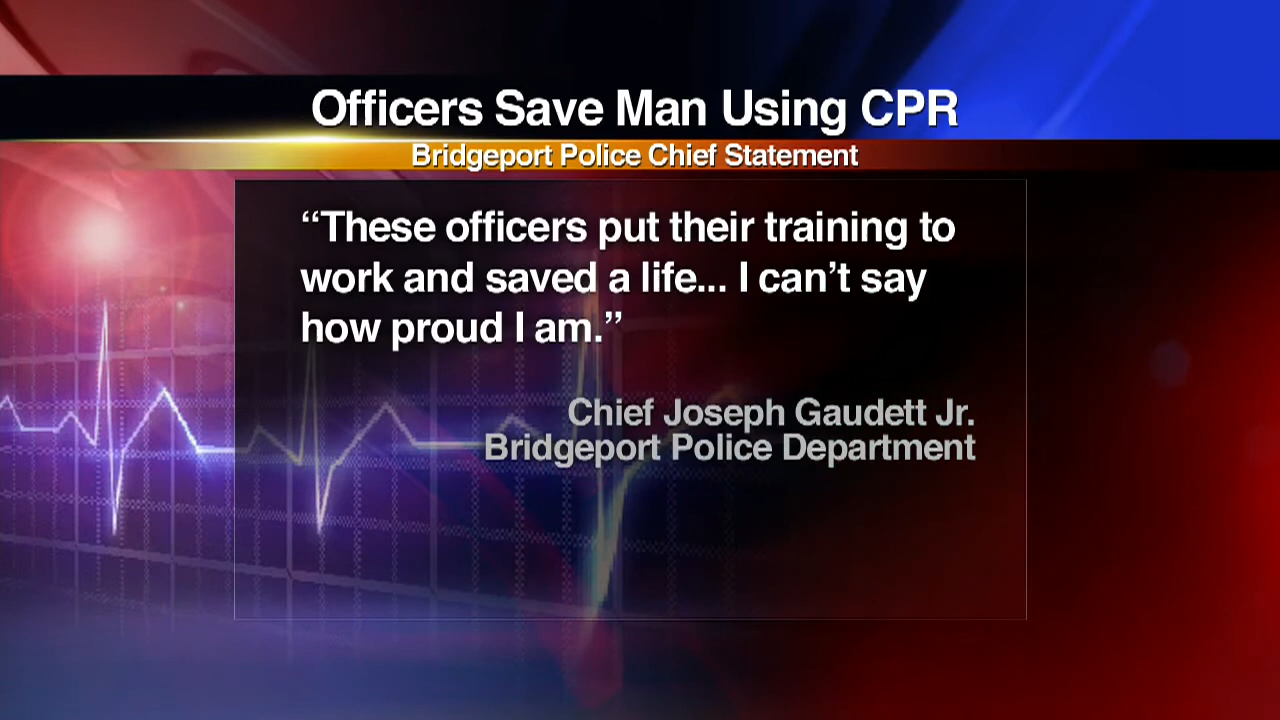 Officers Save Man Using CPR
Bridgeport Police Chief Statement
“These officers put their training to
work and saved a life... I can’t say
how proud I am.”
Chief Joseph Gaudett Jr.
Bridgeport Police Department